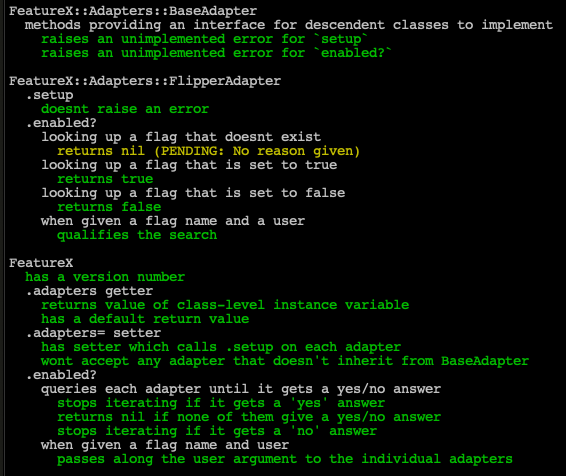 FeatureX::Adapters::BaseAdapter
methods providing an interface for descendent classes to implement
raises an unimplemented error for `setup`
raises an unimplemented error for `enabled?`
FeatureX::Adapters::FlipperAdapter
.setup
doesnt raise an error
.enabled?
looking up a flag that doesnt exist
returns nil (PENDING: No reason given)
looking up a flag that is set to true
returns true
looking up a flag that is set to false
returns false
when given a flag name and a user
qualifies the search
FeatureX
has a version number
.adapters getter
returns value of class-level instance variable
has a default return value
.adapters= setter
has setter which calls .setup on each adapter
wont accept any adapter that doesn't inherit from BaseAdapter
.enabled?
queries each adapter until it gets a yes/no answer
stops iterating if it gets a 'yes' answer
returns nil if none of them give a yes/no answer
stops iterating if it gets a 'no' answer
when given a flag name and user
passes along the user argument to the individual adapters